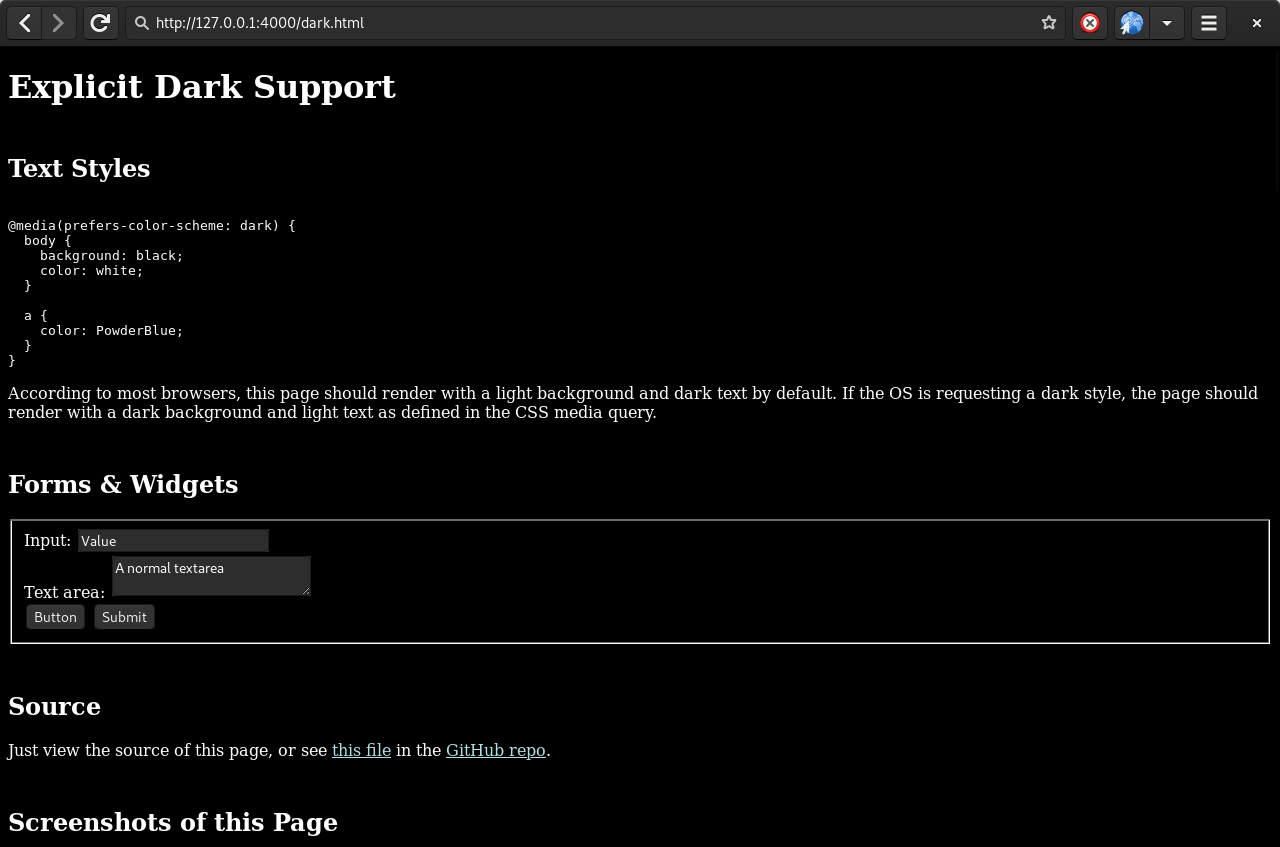 http://127.0.0.1:4000/dark.html
Explicit Dark Support
Text Styles
@media(prefers-color-scheme: dark) {
  body {
    background: black;
    color: white;
  }

  a {
    color: PowderBlue;
  }
}
According to most browsers, this page should render with a light background and dark text by default. If the OS is requesting a dark style, the page should
render with a dark background and light text as defined in the CSS media query.
Forms & Widgets
Input: Value
Text area: A normal textarea
Button Submit
Source
Just view the source of this page, or see this file in the GitHub repo.
Screenshots of this Page